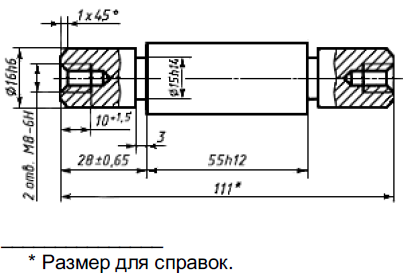 1x45°*
Ø16h6
Ø15h14
10+1,5
3
2 отв. М8-6Н
28±0,65
55h12
111*
* Размер для справок.